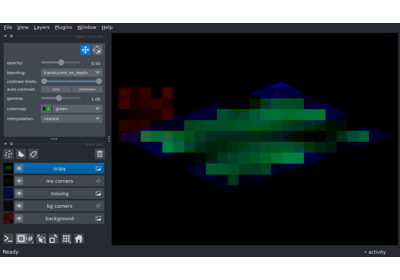 File View Layers Plugins Window Help
opacity: 0.50
blending: translucent_no_depth
contrast limits:
auto-contrast: once continuous
gamma: 1.00
colormap: green
interpolation: nearest
scipy
mv corners
moving
bg corners
background
Ready activity